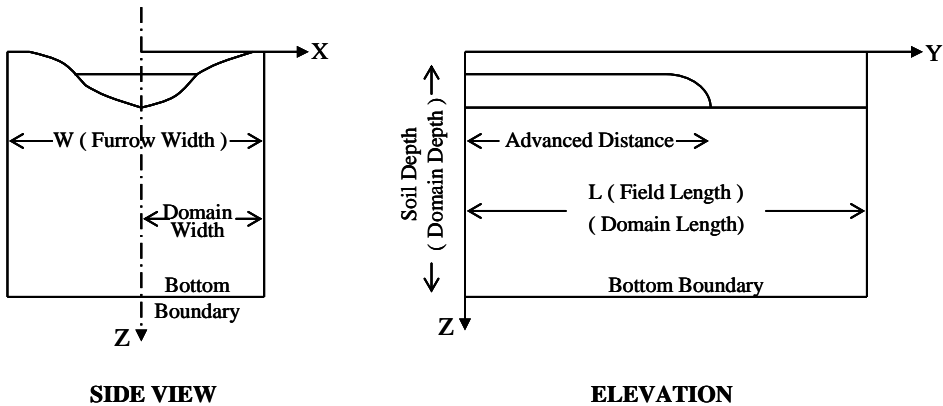 X
W ( Furrow Width )
Domain
Width
Bottom
Boundary
Z
SIDE VIEW
Y
Soil Depth
( Domain Depth )
Advanced Distance
L ( Field Length )
( Domain Length)
Bottom Boundary
Z
ELEVATION